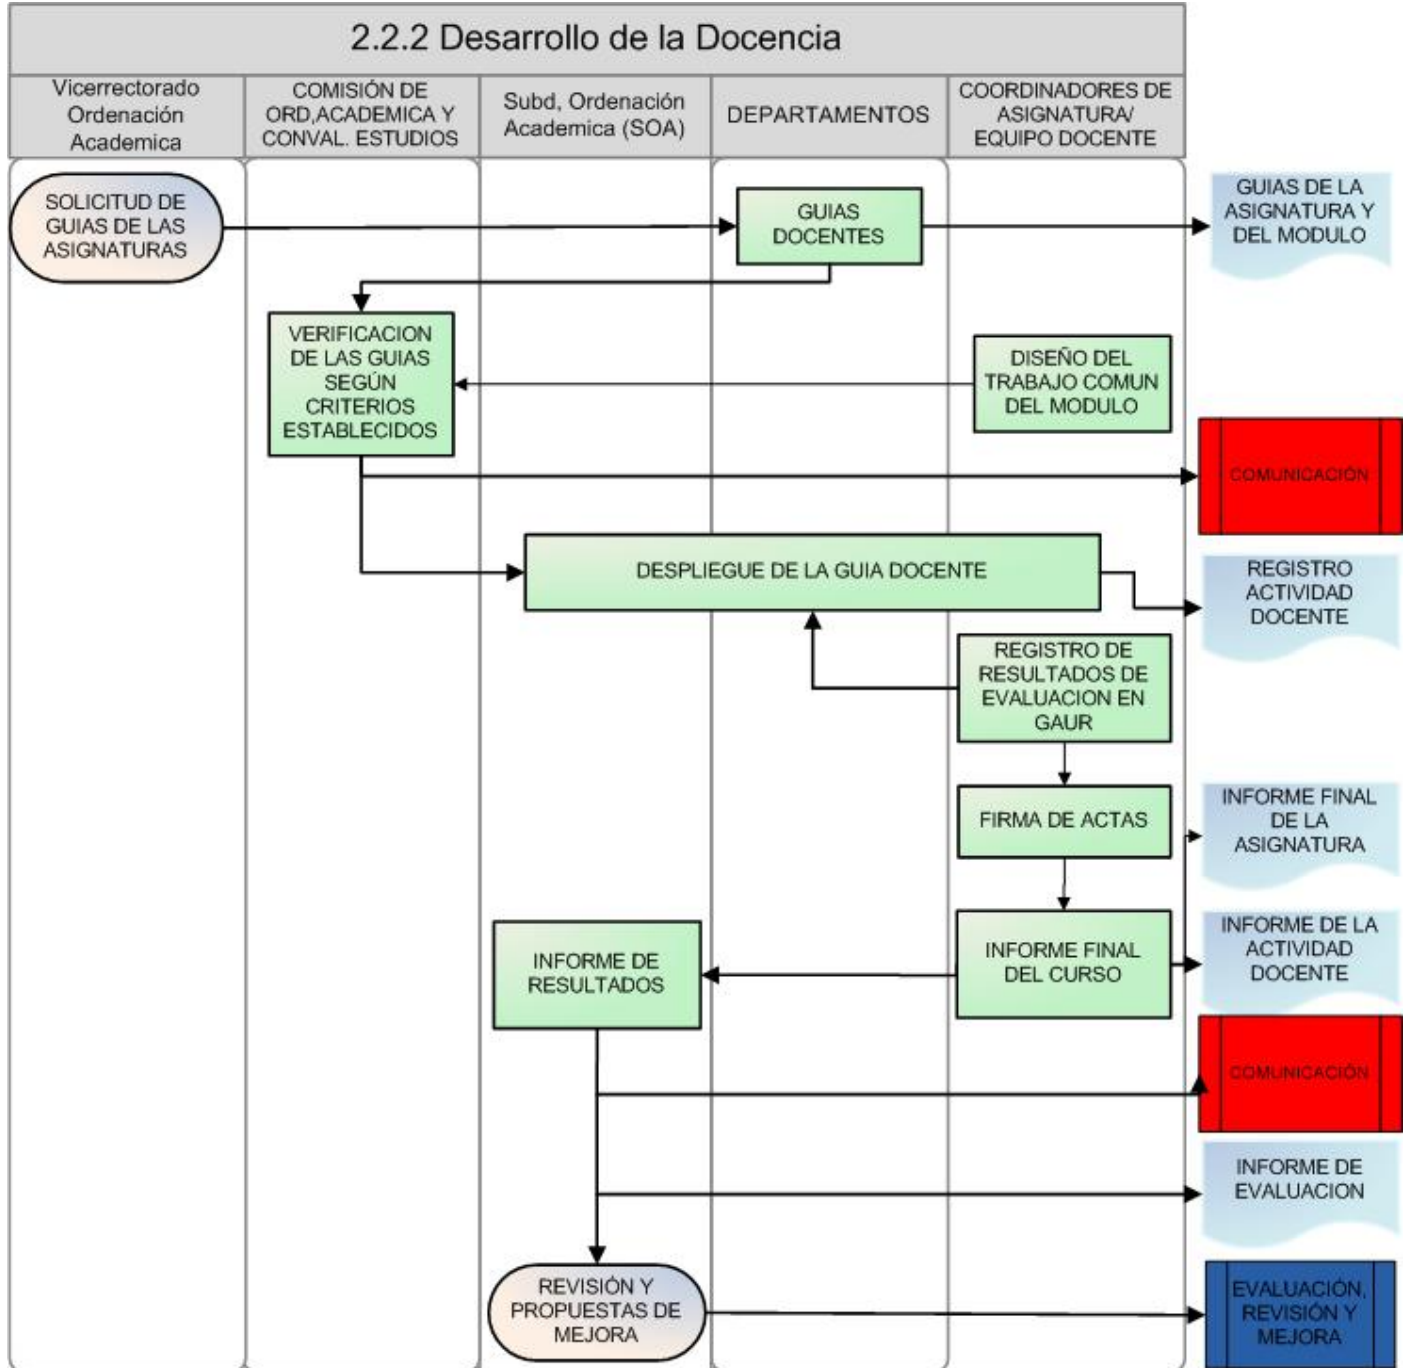 2.2.2 Desarrollo de la Docencia
Vicerrectorado
Ordenación
Academica
COMISIÓN DE
ORD,ACADEMICA Y
CONVAL. ESTUDIOS
Subd, Ordenación
Academica (SOA)
DEPARTAMENTOS
COORDINADORES DE
ASIGNATURA/
EQUIPO DOCENTE
SOLICITUD DE
GUIAS DE LAS
ASIGNATURAS
GUIAS
DOCENTES
GUIAS DE LA
ASIGNATURA Y
DEL MODULO
VERIFICACION
DE LAS GUIAS
SEGÚN
CRITERIOS
ESTABLECIDOS
DISEÑO DEL
TRABAJO COMUN
DEL MODULO
COMUNICACIÓN
DESPLIEGUE DE LA GUIA DOCENTE
REGISTRO
ACTIVIDAD
DOCENTE
REGISTRO DE
RESULTADOS DE
EVALUACION EN
GAUR
FIRMA DE ACTAS
INFORME FINAL
DE LA
ASIGNATURA
INFORME DE
RESULTADOS
INFORME FINAL
DEL CURSO
INFORME DE LA
ACTIVIDAD
DOCENTE
COMUNICACIÓN
INFORME DE
EVALUACION
REVISIÓN Y
PROPUESTAS DE
MEJORA
EVALUACIÓN,
REVISIÓN Y
MEJORA